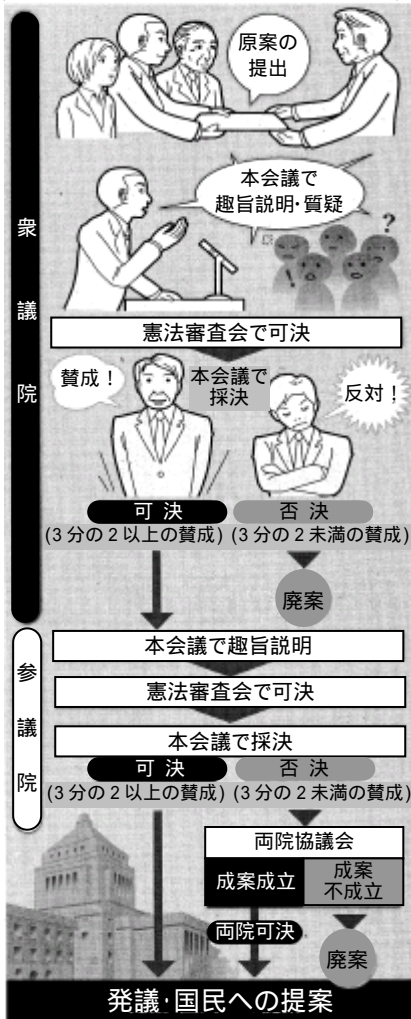 原案の
提出
本会議で
趣旨説明・質疑
?
!
衆議院
憲法審査会で可決
賛成!
本会議で
採決
反対!
可決
否決
(3分の2以上の賛成)
(3分の2未満の賛成)
廃案
参議院
本会議で趣旨説明
憲法審査会で可決
本会議で採決
可決
否決
(3分の2以上の賛成)
(3分の2未満の賛成)
両院協議会
成案成立
成案
不成立
両院可決
廃案
発議・国民への提案